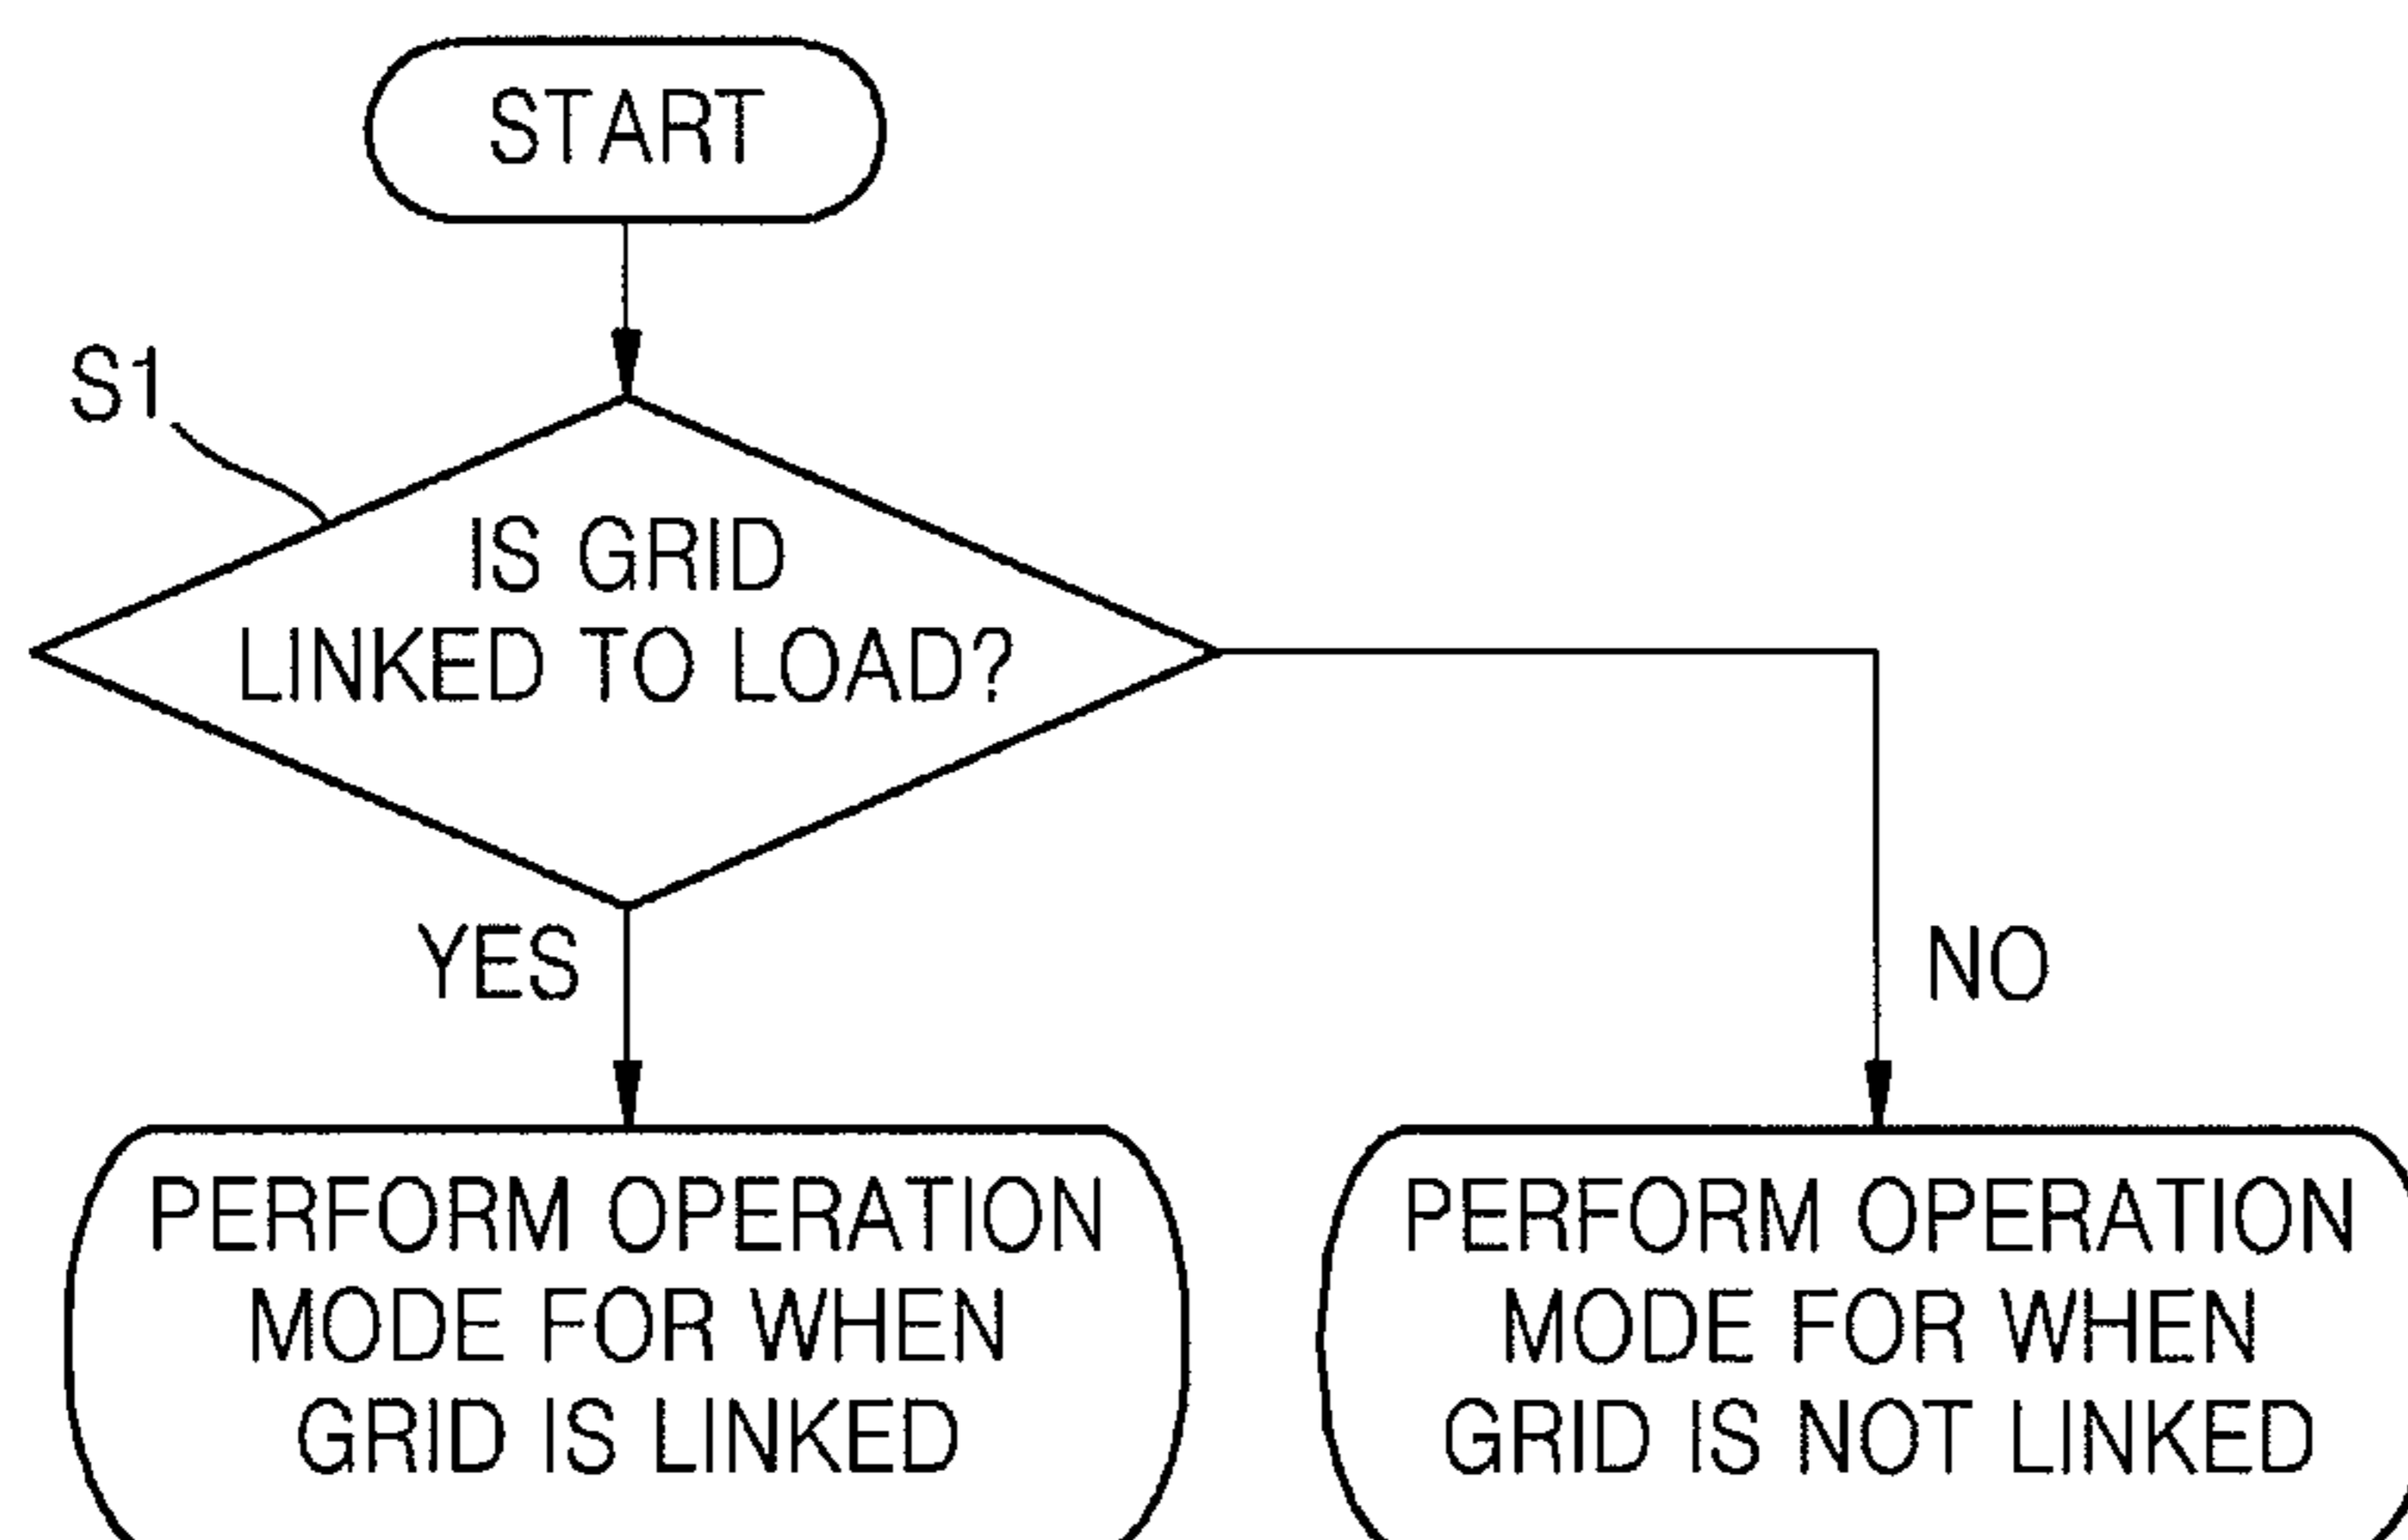 START
S1
IS GRID
LINKED TO LOAD?
YES
NO
PERFORM OPERATION
MODE FOR WHEN
GRID IS LINKED
PERFORM OPERATION
MODE FOR WHEN
GRID IS NOT LINKED